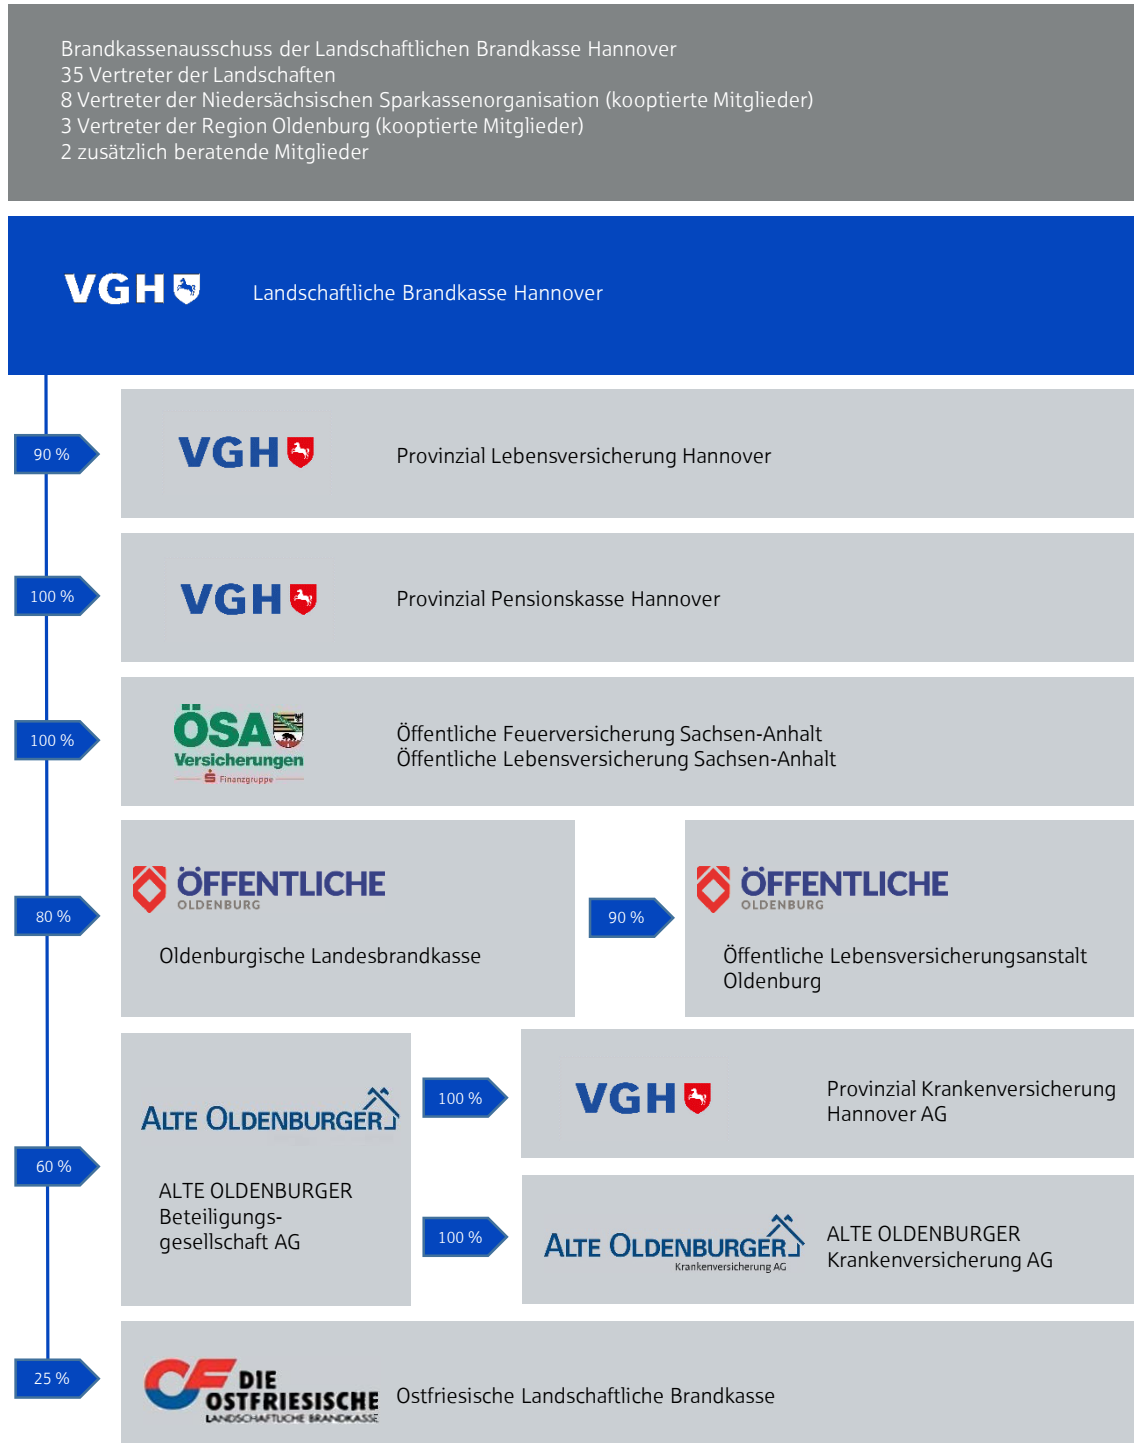 Brandkassenausschuss der Landschaftlichen Brandkasse Hannover
35 Vertreter der Landschaften
8 Vertreter der Niedersächsischen Sparkassenorganisation (kooptierte Mitglieder)
3 Vertreter der Region Oldenburg (kooptierte Mitglieder)
2 zusätzlich beratende Mitglieder
VGH
Landschaftliche Brandkasse Hannover
90 %
VGH
Provinzial Lebensversicherung Hannover
100 %
VGH
Provinzial Pensionskasse Hannover
100 %
ÖSA
Versicherungen
Finanzgruppe
Öffentliche Feuerversicherung Sachsen-Anhalt
Öffentliche Lebensversicherung Sachsen-Anhalt
80 %
ÖFFENTLICHE
OLDENBURG
Oldenburgische Landesbrandkasse
90 %
ÖFFENTLICHE
OLDENBURG
Öffentliche Lebensversicherungsanstalt
Oldenburg
60 %
ALTE OLDENBURGER
ALTE OLDENBURGER
Beteiligungs-
gesellschaft AG
100 %
VGH
Provinzial Krankenversicherung
Hannover AG
100 %
ALTE OLDENBURGER
Krankenversicherung AG
ALTE OLDENBURGER
Krankenversicherung AG
25 %
DIE
OSTFRIESISCHE
LANDSCHAFTLICHE BRANDKASSE
Ostfriesische Landschaftliche Brandkasse